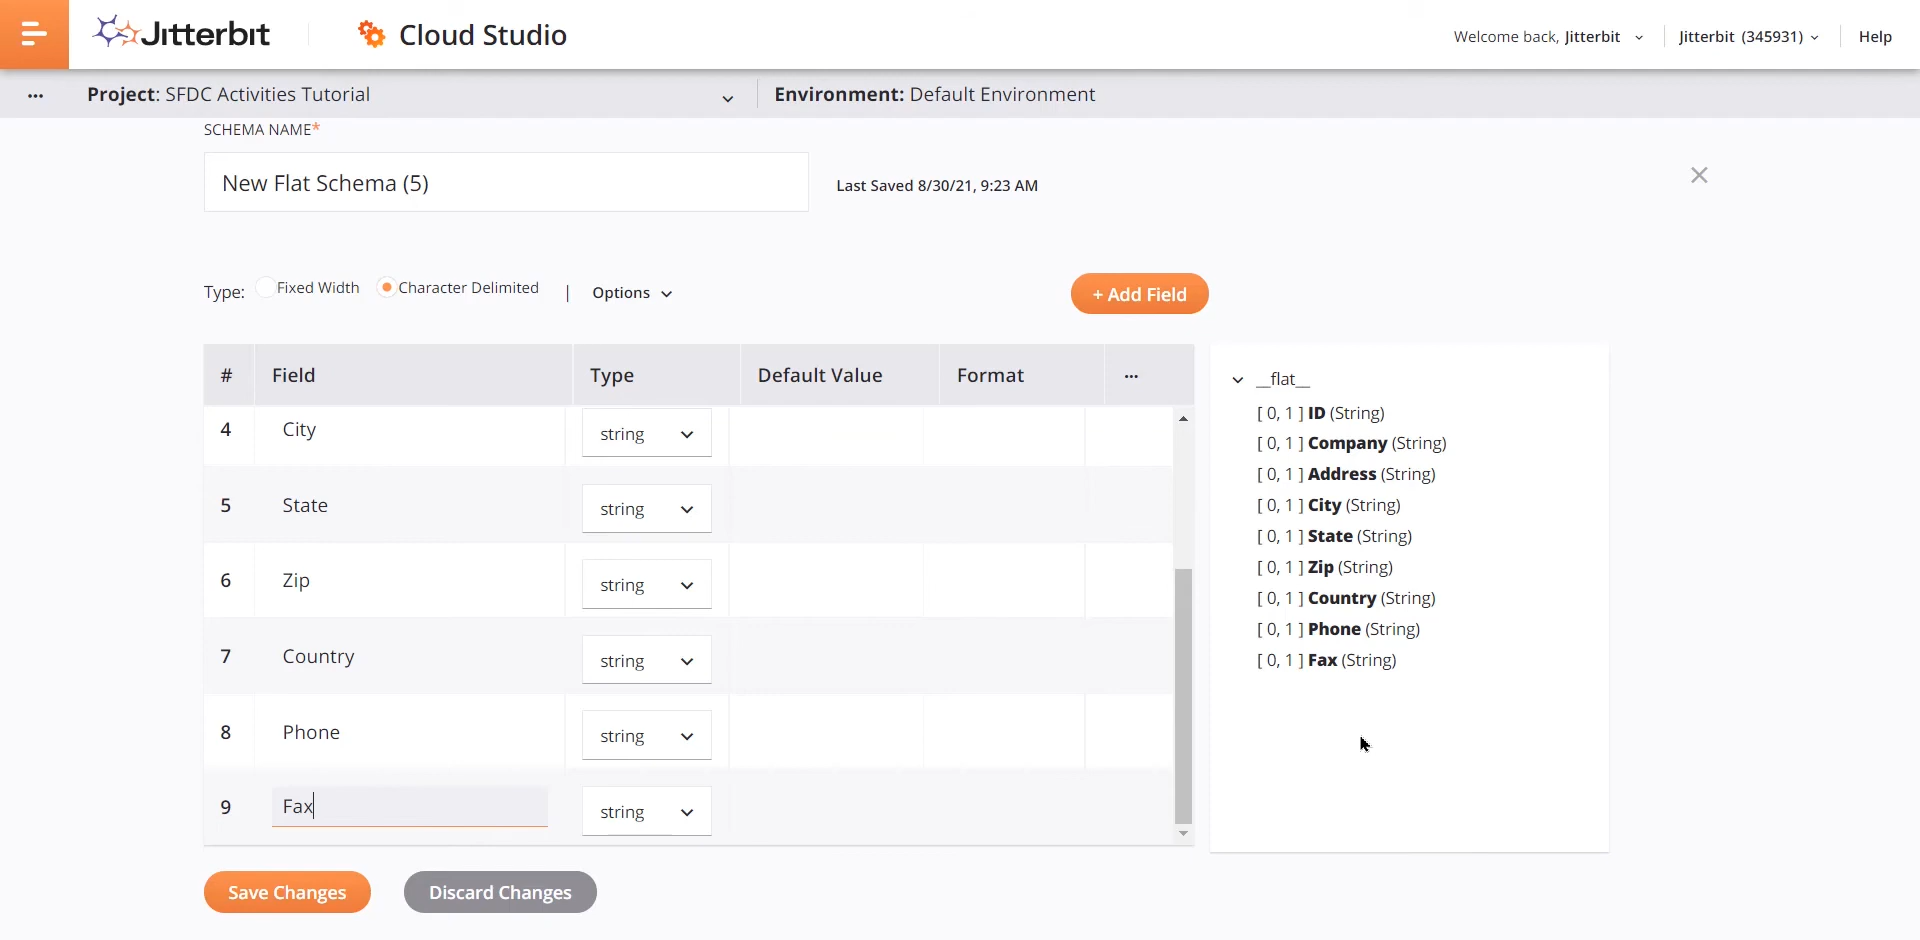 Jitterbit
Cloud Studio
Welcome back, Jitterbit
Jitterbit (345931)
Help
... Project: SFDC Activities Tutorial
Environment: Default Environment
SCHEMA NAME*
New Flat Schema (5)
Last Saved 8/30/21, 9:23 AM
Type: Fixed Width Character Delimited | Options
+ Add Field
# Field Type Default Value Format ...
4 City string
5 State string
6 Zip string
7 Country string
8 Phone string
9 Fax string
__flat__
[ 0, 1 ] ID (String)
[ 0, 1 ] Company (String)
[ 0, 1 ] Address (String)
[ 0, 1 ] City (String)
[ 0, 1 ] State (String)
[ 0, 1 ] Zip (String)
[ 0, 1 ] Country (String)
[ 0, 1 ] Phone (String)
[ 0, 1 ] Fax (String)
Save Changes
Discard Changes